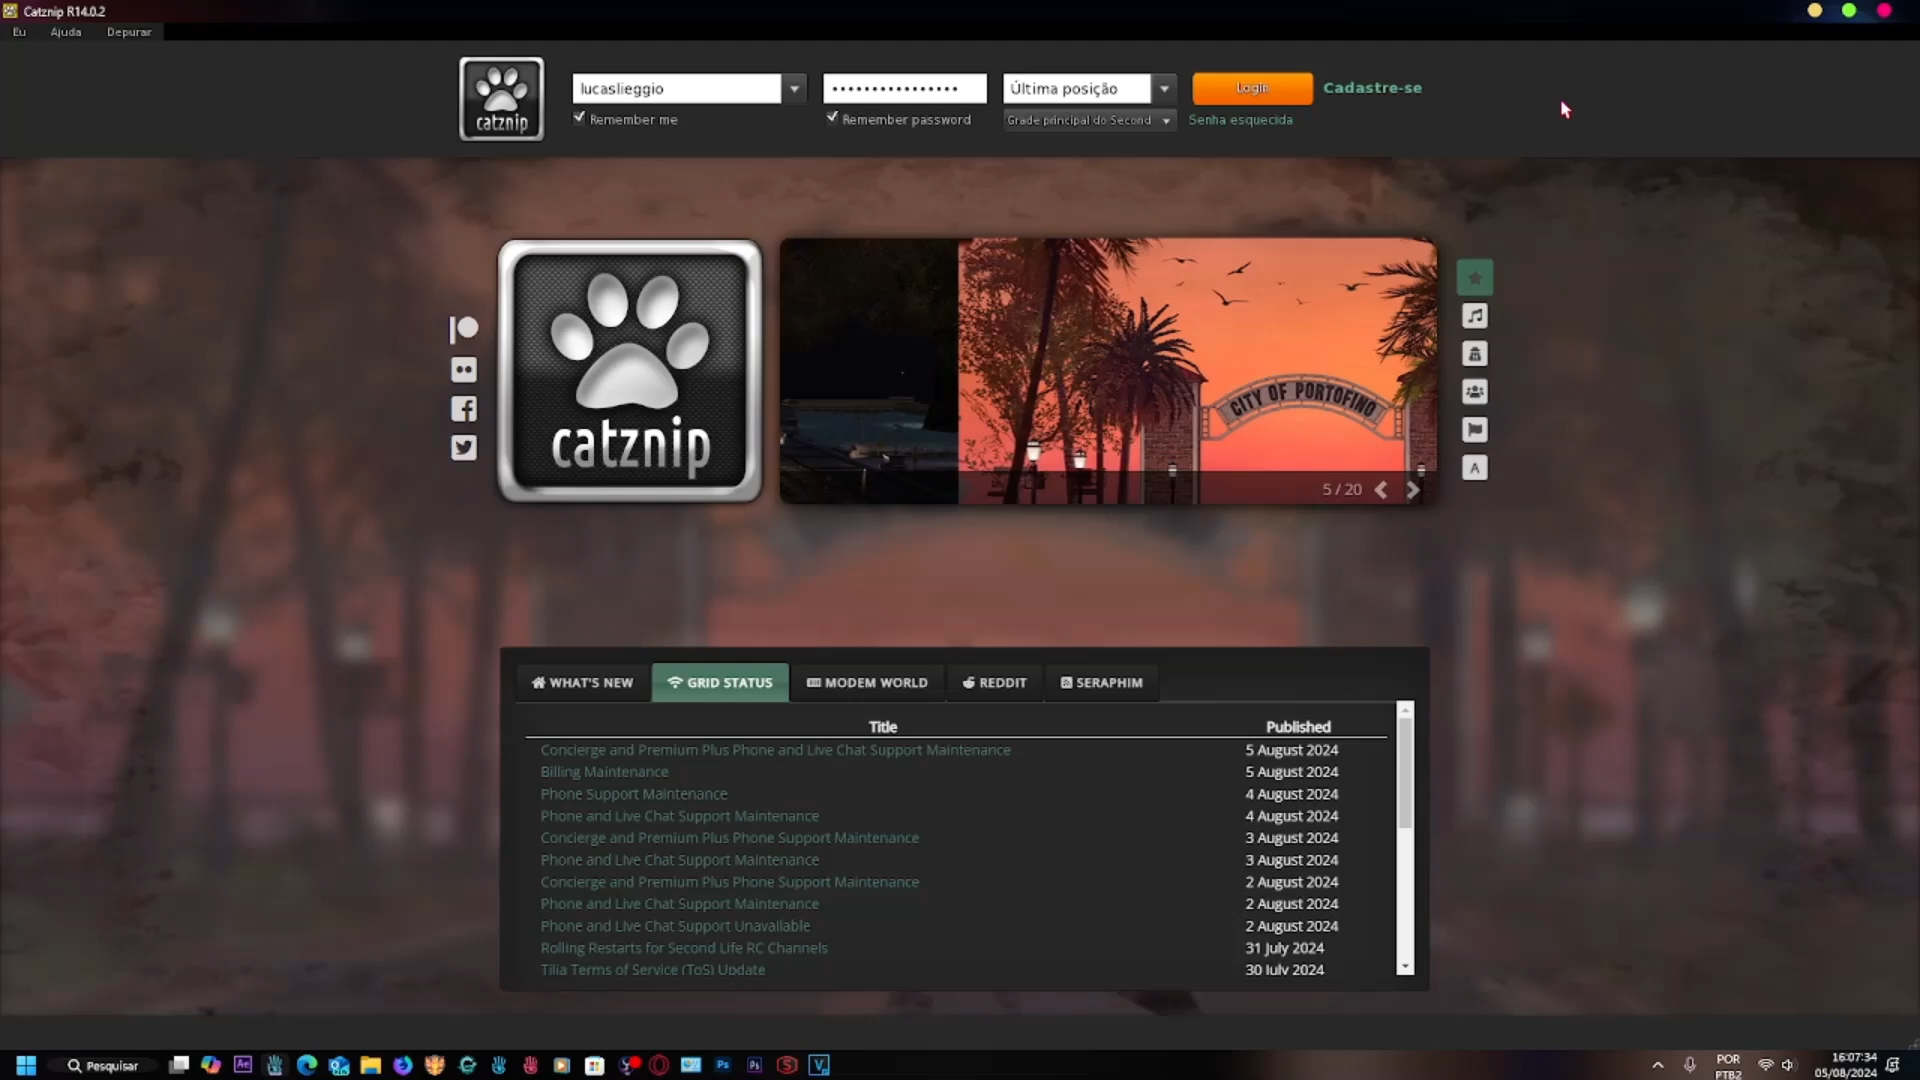 Catznip R14.0.2
Eu Ajuda Depurar
catznip
lucaslieggio
•••••••••••••••• 
Última posição
Login
Cadastre-se
Remember me
Remember password
Grade principal do Second
Senha esquecida
catznip
CITY OF PORTOFINO
5 / 20
A
WHAT'S NEW
GRID STATUS
MODEM WORLD
REDDIT
SERAPHIM
Title Published
Concierge and Premium Plus Phone and Live Chat Support Maintenance 5 August 2024
Billing Maintenance 5 August 2024
Phone Support Maintenance 4 August 2024
Phone and Live Chat Support Maintenance 4 August 2024
Concierge and Premium Plus Phone Support Maintenance 3 August 2024
Phone and Live Chat Support Maintenance 3 August 2024
Concierge and Premium Plus Phone Support Maintenance 2 August 2024
Phone and Live Chat Support Maintenance 2 August 2024
Phone and Live Chat Support Unavailable 2 August 2024
Rolling Restarts for Second Life RC Channels 31 July 2024
Tilia Terms of Service (ToS) Update 30 July 2024
Pesquisar
Ae
Ps
Ps
S
V
POR
PTB2
16:07:34
05/08/2024